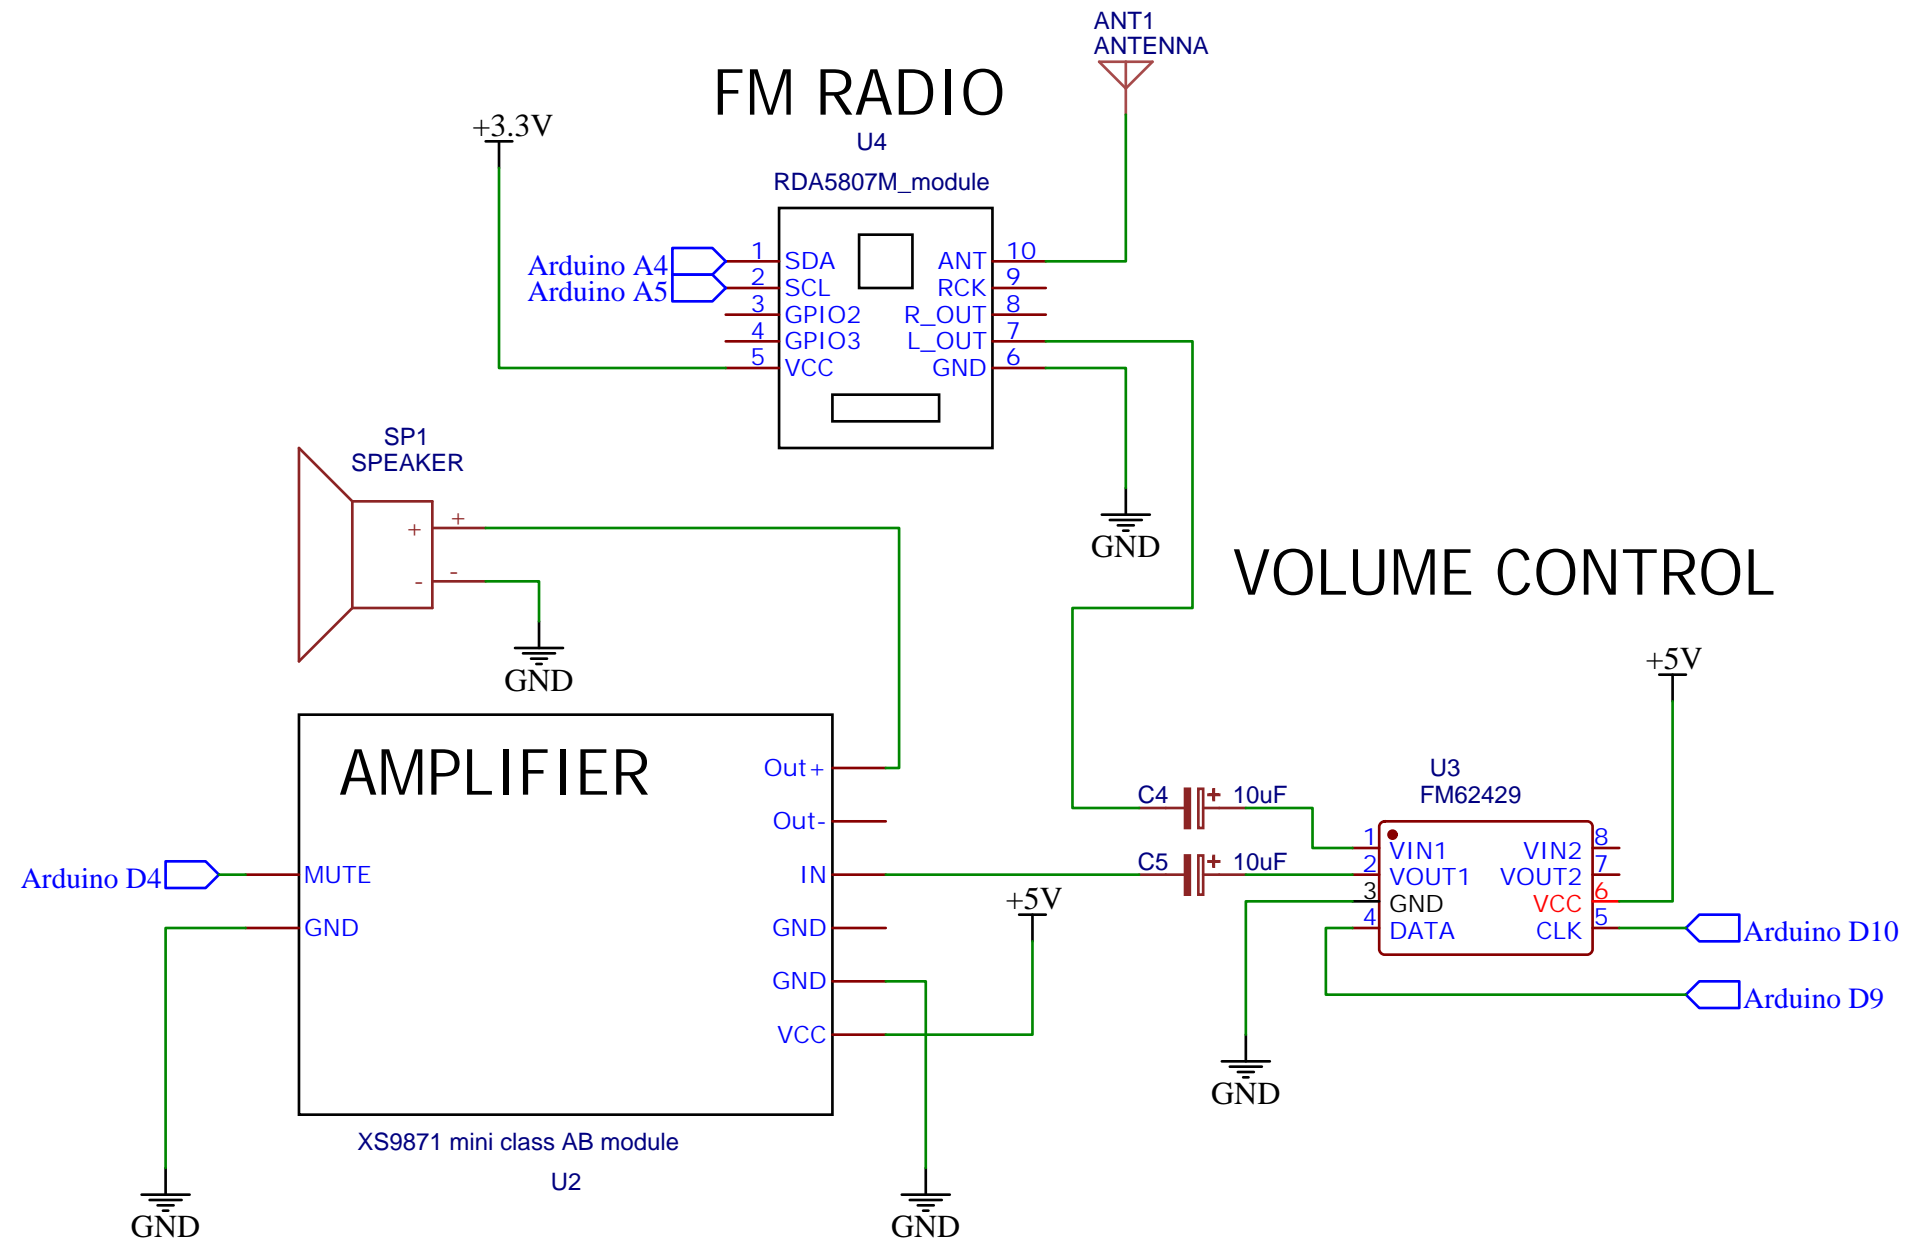 ANT1
ANTENNA
FM RADIO
+3.3V
U4
RDA5807M_module
Arduino A4
1 SDA
ANT 10
Arduino A5
2 SCL
RCK 9
3 GPIO2
R_OUT 8
4 GPIO3
L_OUT 7
5 VCC
GND 6
SP1
SPEAKER
+ +
- -
GND
GND
VOLUME CONTROL
+5V
AMPLIFIER
Out+
Out-
Arduino D4
MUTE
IN
GND
GND
GND
VCC
+5V
C4 + 10uF
C5 + 10uF
U3
FM62429
1 VIN1
VIN2 8
2 VOUT1
VOUT2 7
3 GND
VCC 6
4 DATA
CLK 5
Arduino D10
Arduino D9
GND
XS9871 mini class AB module
U2
GND
GND